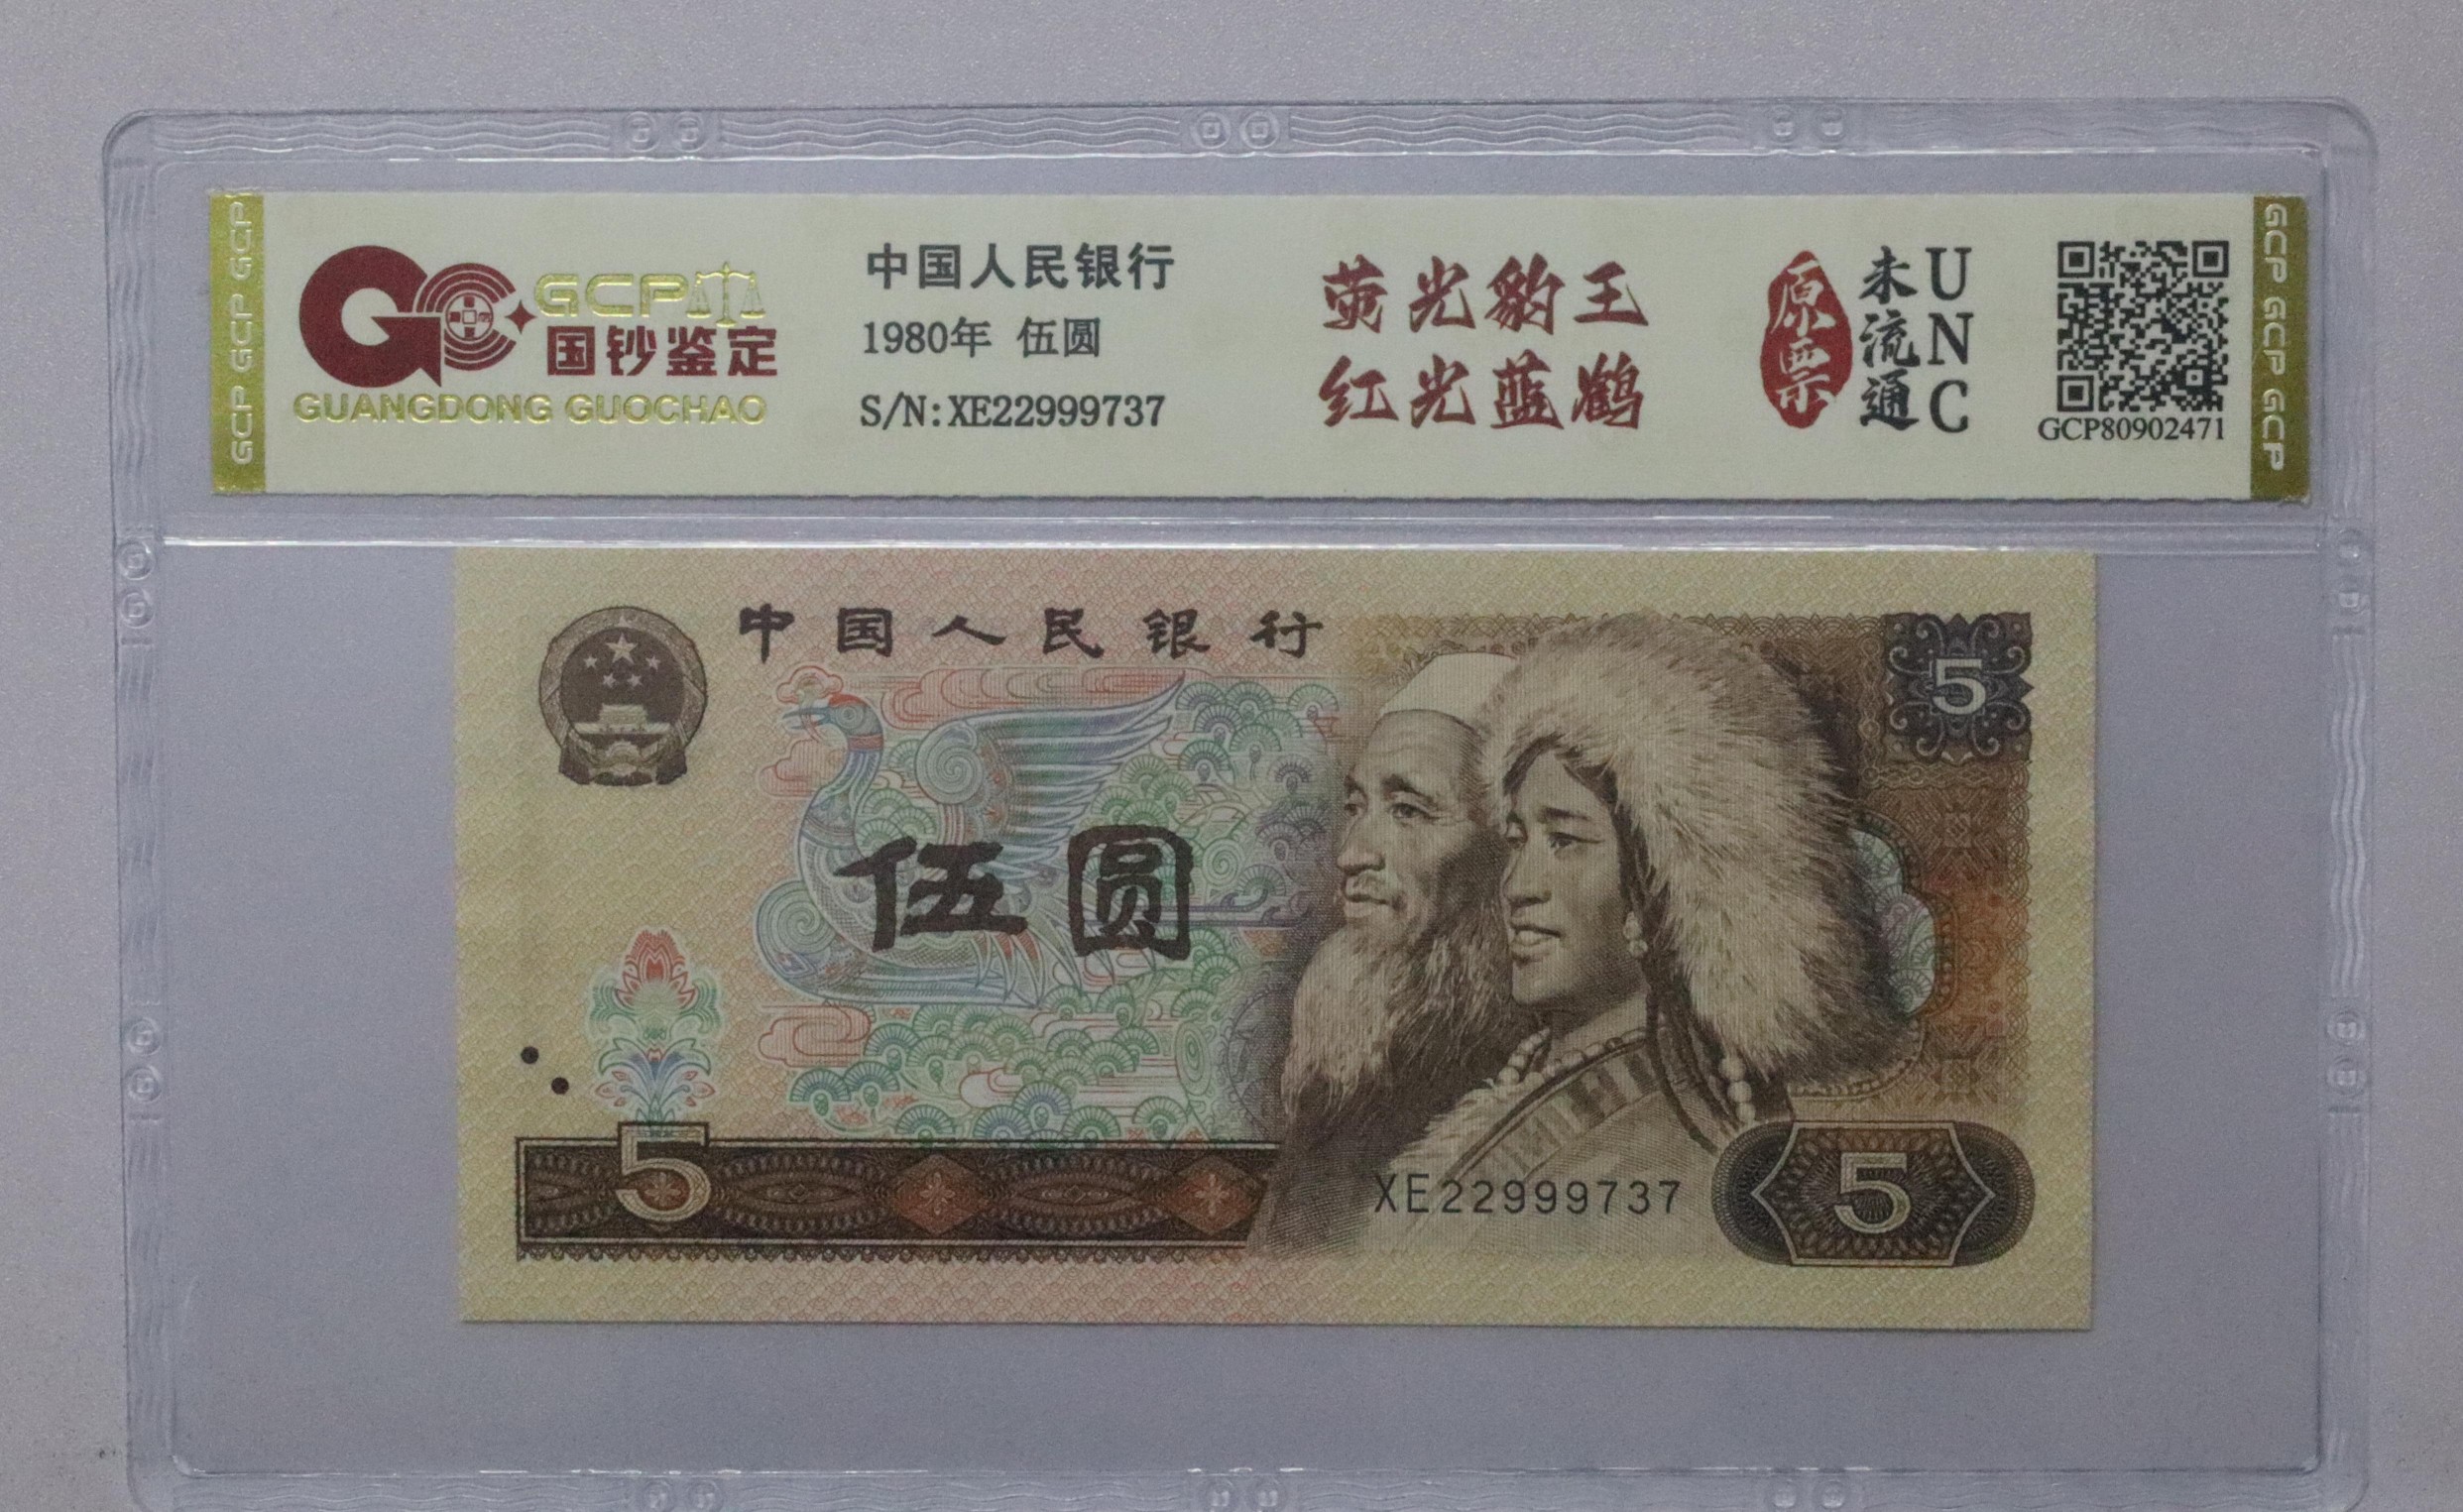 GCP GCP GCP
GCP
国钞鉴定
GUANGDONG GUOCHAO
中国人民银行
1980年 伍圆
S/N:XE22999737
荧光豹王
红光蓝鹤
原票
未流通
UNC
GCP80902471
GCP GCP GCP
中国人民银行
伍圆
5
5
XE22999737
5